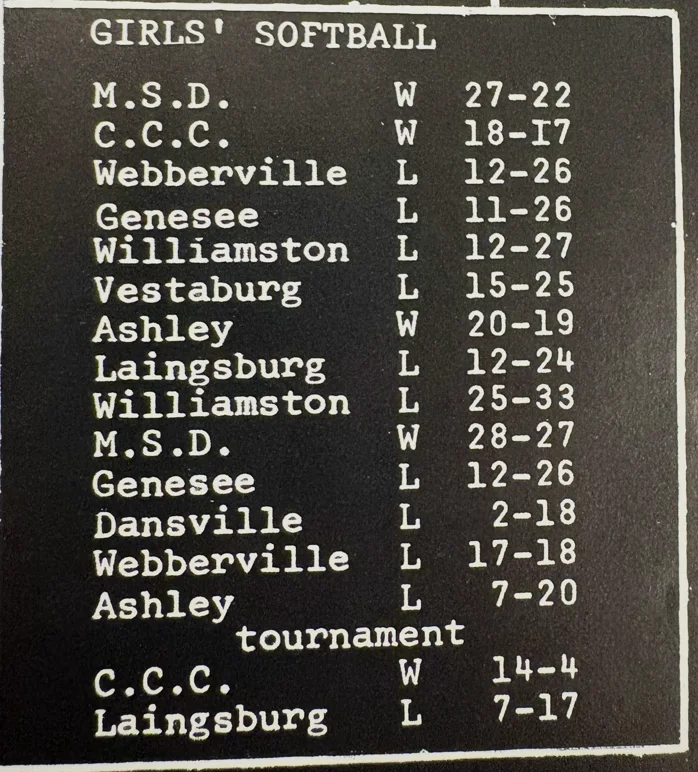 GIRLS' SOFTBALL
M.S.D. W 27-22
C.C.C. W 18-I7
Webberville L 12-26
Genesee L 11-26
Williamston L 12-27
Vestaburg L 15-25
Ashley W 20-19
Laingsburg L 12-24
Williamston L 25-33
M.S.D. W 28-27
Genesee L 12-26
Dansville L 2-18
Webberville L 17-18
Ashley L 7-20
tournament
C.C.C. W 14-4
Laingsburg L 7-17